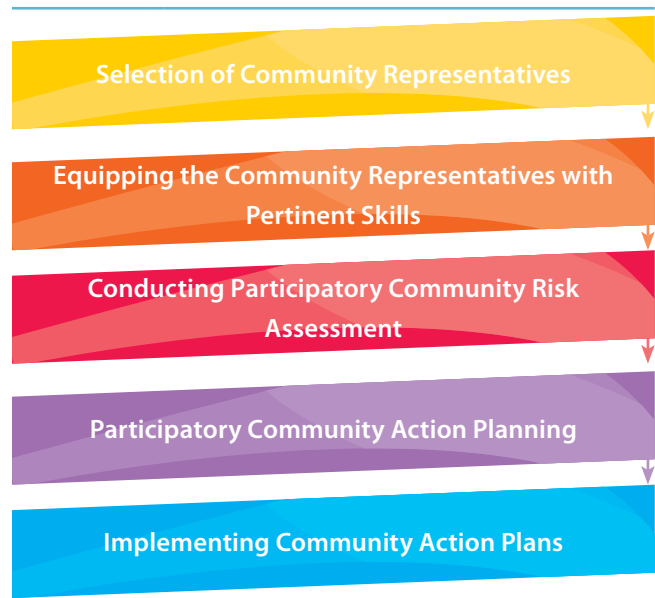 Selection of Community Representatives
Equipping the Community Representatives with
Pertinent Skills
Conducting Participatory Community Risk
Assessment
Participatory Community Action Planning
Implementing Community Action Plans